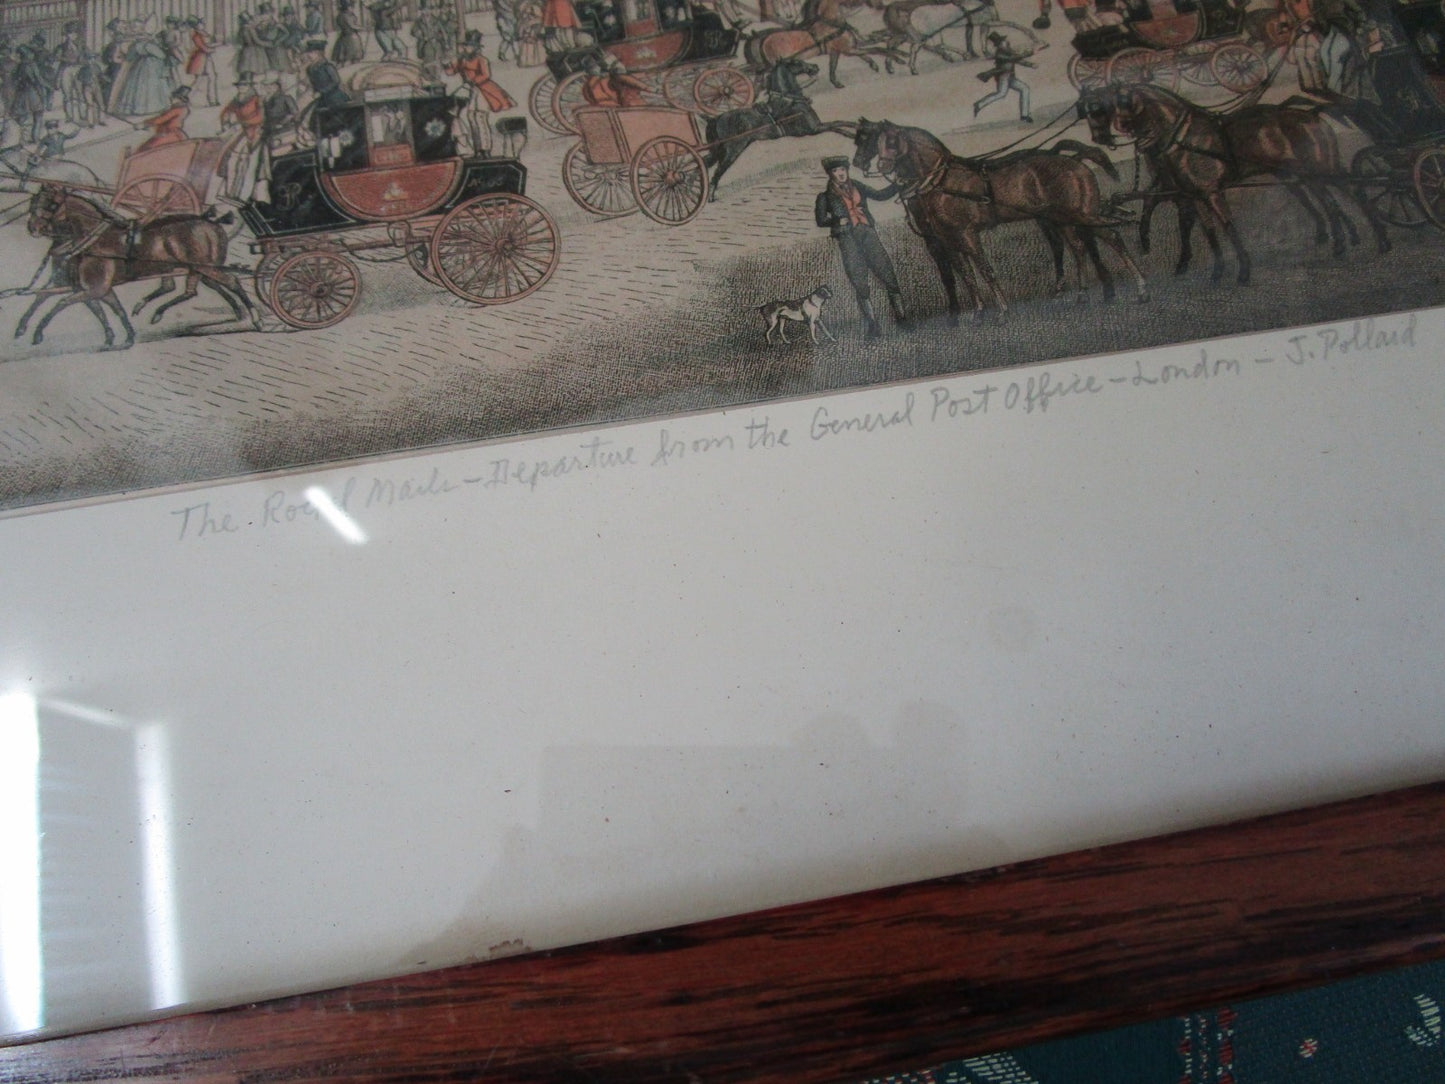 The Royal Mails - Departure from the General Post Office - London - J. Pollard